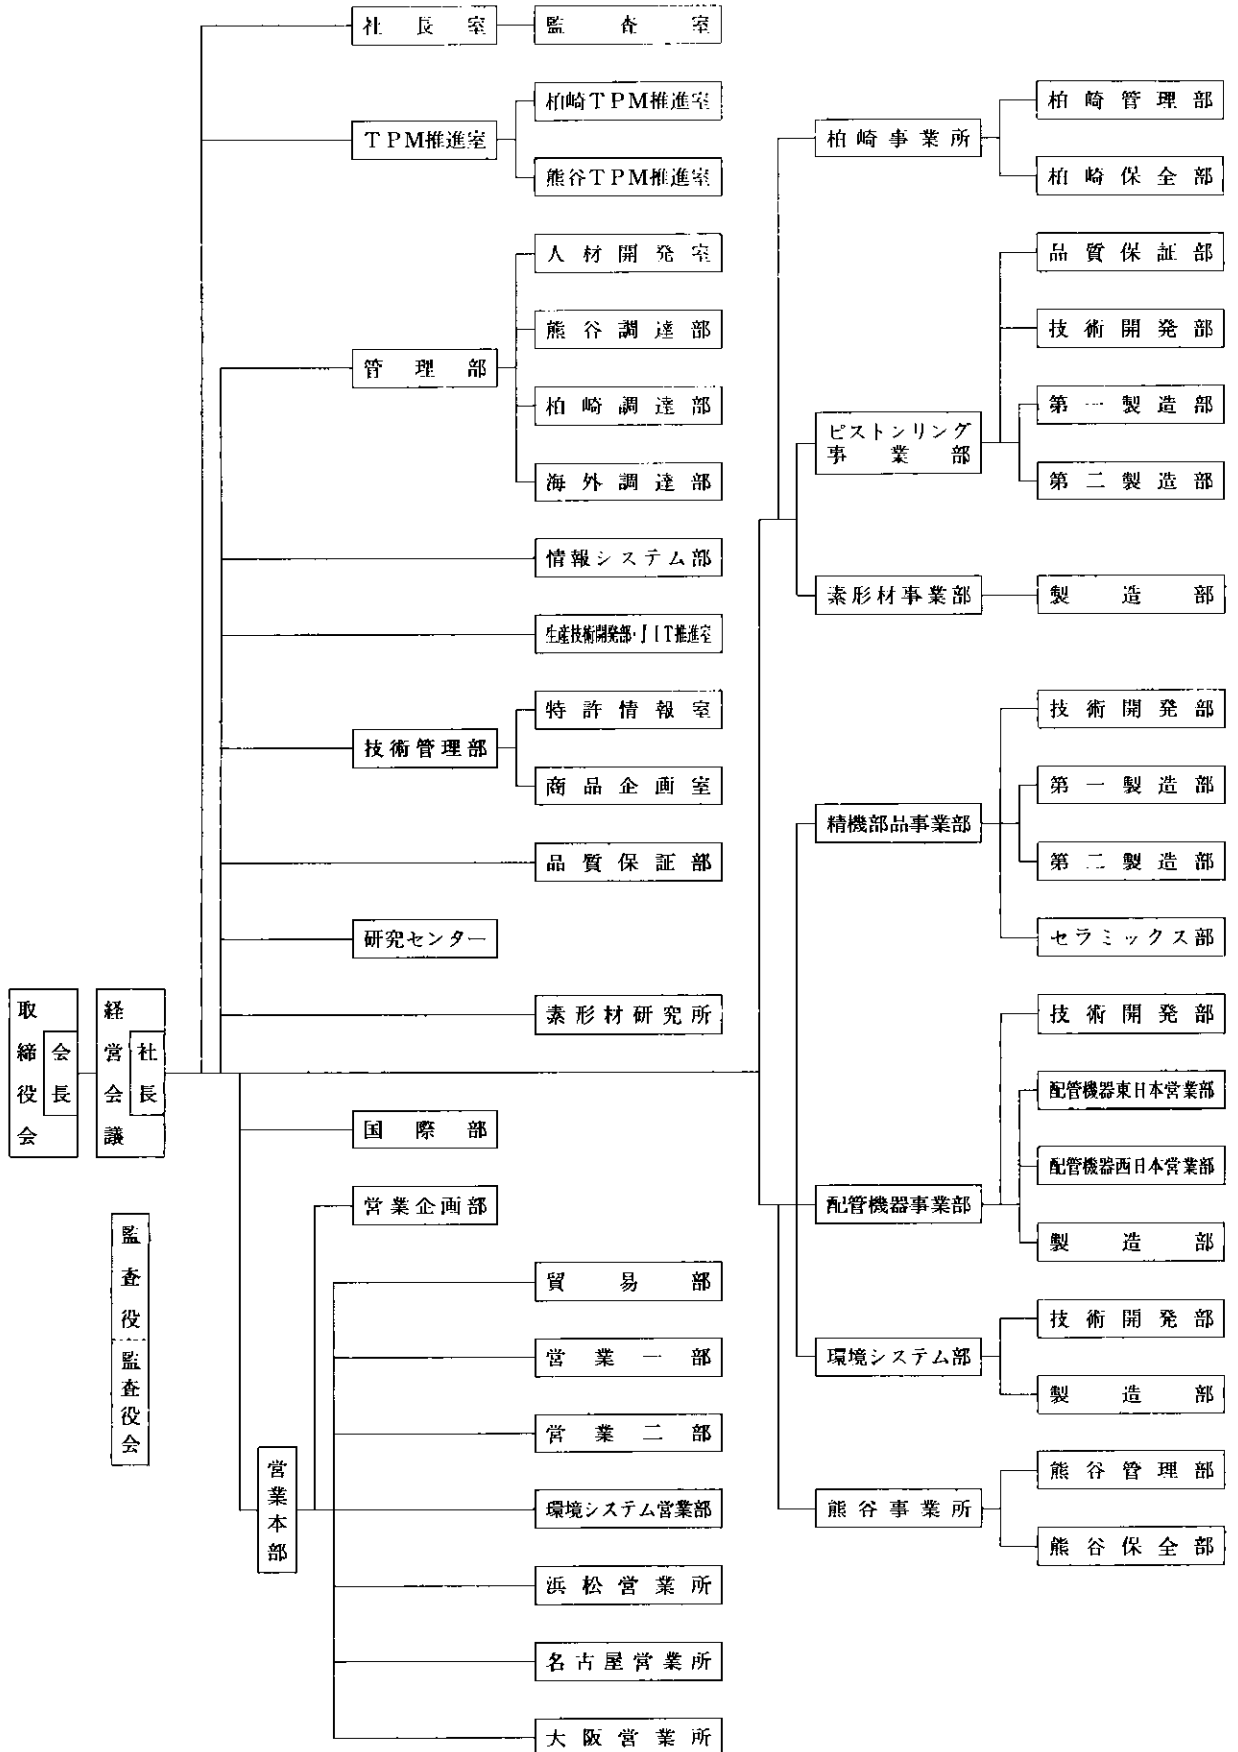 取締役会
会長
経営会議
社長
監査役
監査役会
社長室
監査室
TPM推進室
柏崎TPM推進室
熊谷TPM推進室
管理部
人材開発室
熊谷調達部
柏崎調達部
海外調達部
情報システム部
生産技術開発部・JIT推進室
技術管理部
特許情報室
商品企画室
品質保証部
研究センター
素形材研究所
国際部
営業本部
営業企画部
貿易部
営業一部
営業二部
環境システム営業部
浜松営業所
名古屋営業所
大阪営業所
柏崎事業所
柏崎管理部
柏崎保全部
ピストンリング
事業部
品質保証部
技術開発部
第一製造部
第二製造部
素形材事業部
製造部
精機部品事業部
技術開発部
第一製造部
第二製造部
セラミックス部
配管機器事業部
技術開発部
配管機器東日本営業部
配管機器西日本営業部
製造部
環境システム部
技術開発部
製造部
熊谷事業所
熊谷管理部
熊谷保全部